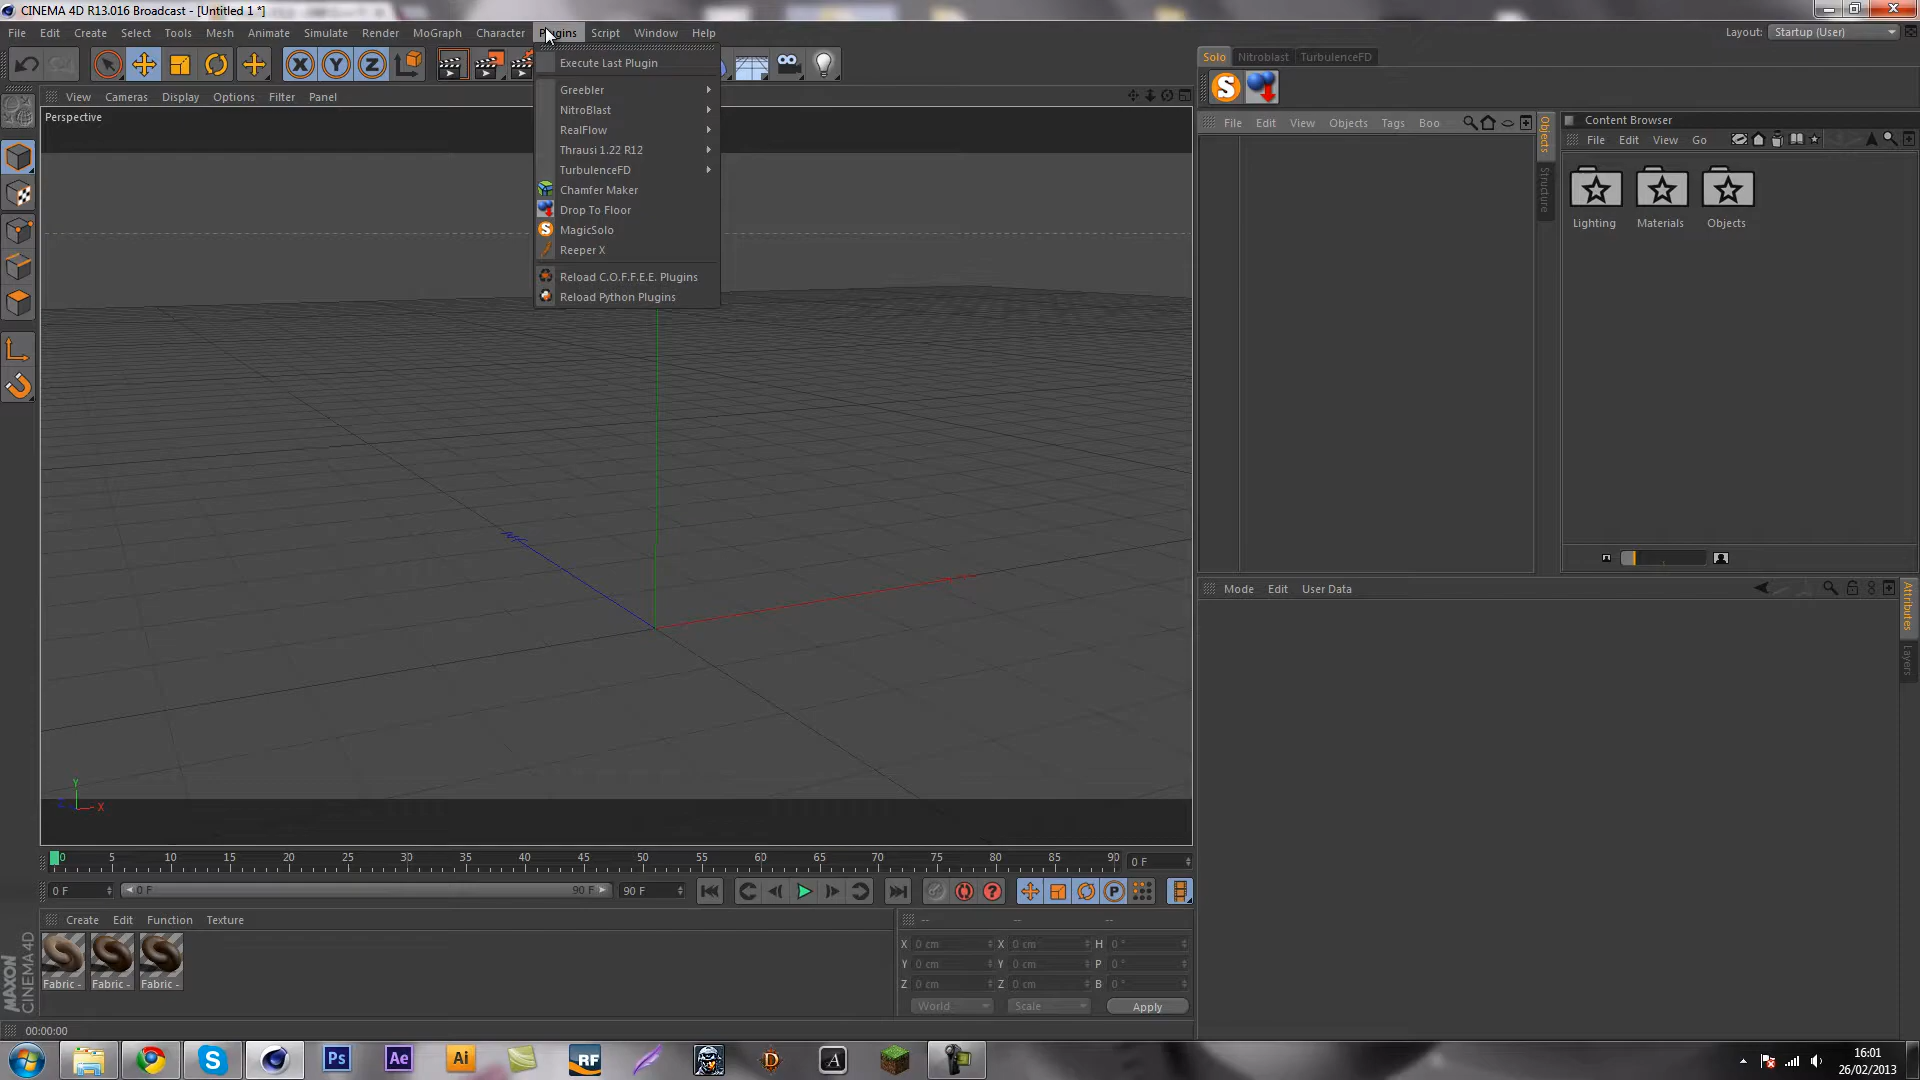 CINEMA 4D R13.016 Broadcast - [Untitled 1 *]
File Edit Create Select Tools Mesh Animate Simulate Render MoGraph Character Plugins Script Window Help
Layout: Startup (User)
Execute Last Plugin
Greebler
NitroBlast
RealFlow
Thrausi 1.22 R12
TurbulenceFD
Chamfer Maker
Drop To Floor
MagicSolo
Reeper X
Reload C.O.F.F.E.E. Plugins
Reload Python Plugins
X Y Z
Solo Nitroblast TurbulenceFD
S
View Cameras Display Options Filter Panel
Perspective
File Edit View Objects Tags Boo
Objects
Structure
Content Browser
File Edit View Go
Lighting Materials Objects
Mode Edit User Data
Attributes
Layers
Y
X
0 5 10 15 20 25 30 35 40 45 50 55 60 65 70 75 80 85 90
0 F
0 F 0 F 90 F 90 F
P
Create Edit Function Texture
Fabric - Fabric - Fabric -
-- -- --
X 0 cm X 0 cm H 0 °
Y 0 cm Y 0 cm P 0 °
Z 0 cm Z 0 cm B 0 °
World Scale Apply
MAXON
CINEMA 4D
00:00:00
S Ps Ae Ai RF D A
16:01
26/02/2013